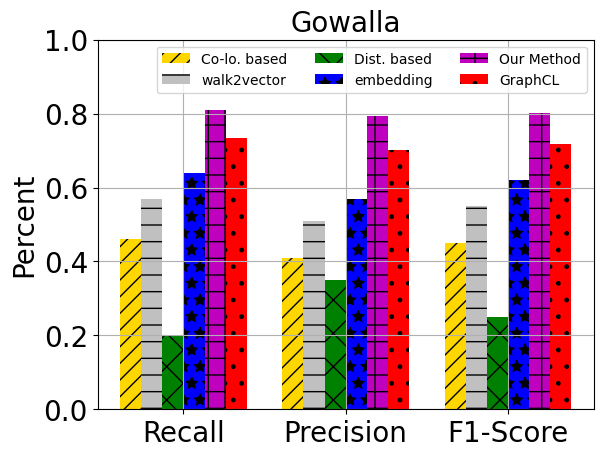 Gowalla
1.0
0.8
0.6
0.4
0.2
0.0
Percent
Co-lo. based
walk2vector
Dist. based
embedding
Our Method
GraphCL
Recall
Precision
F1-Score